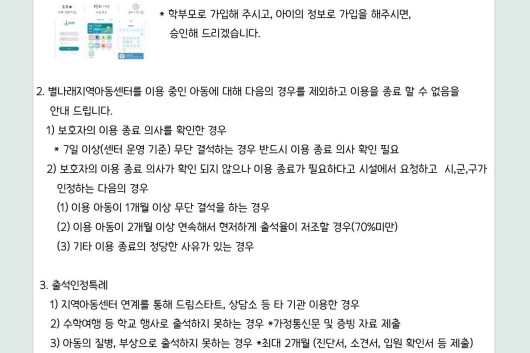 * 학부모로 가입해 주시고, 아이의 정보로 가입을 해주시면,
승인해 드리겠습니다.
2. 별나래지역아동센터를 이용 중인 아동에 대해 다음의 경우를 제외하고 이용을 종료 할 수 없음을
안내 드립니다.
1) 보호자의 이용 종료 의사를 확인한 경우
* 7일 이상(센터 운영 기준) 무단 결석하는 경우 반드시 이용 종료 의사 확인 필요
2) 보호자의 이용 종료 의사가 확인 되지 않으나 이용 종료가 필요하다고 시설에서 요청하고 시,군,구가
인정하는 다음의 경우
(1) 이용 아동이 1개월 이상 무단 결석을 하는 경우
(2) 이용 아동이 2개월 이상 연속해서 현저하게 출석율이 저조할 경우(70%미만)
(3) 기타 이용 종료의 정당한 사유가 있는 경우
3. 출석인정특례
1) 지역아동센터 연계를 통해 드림스타트, 상담소 등 타 기관 이용한 경우
2) 수학여행 등 학교 행사로 출석하지 못하는 경우 *가정통신문 및 증빙 자료 제출
3) 아동의 질병, 부상으로 출석하지 못하는 경우 *최대 2개월 (진단서, 소견서, 입원 확인서 등 제출)